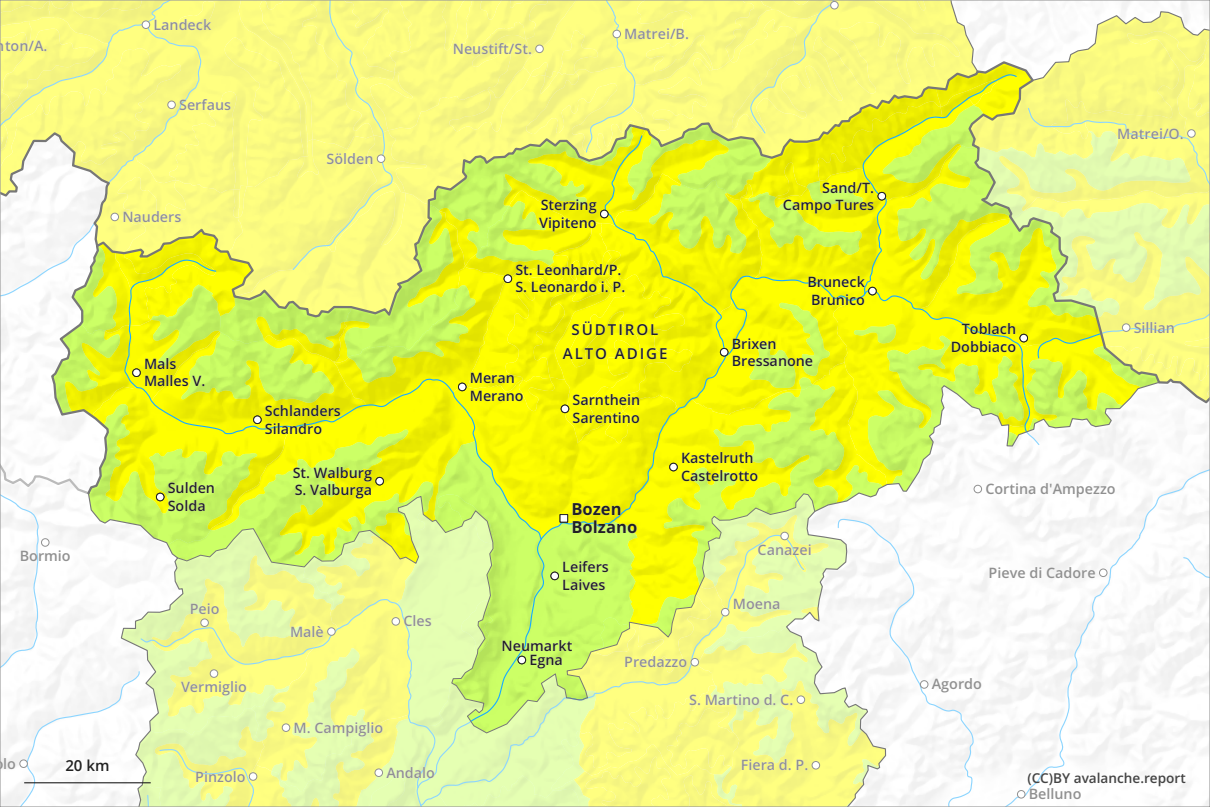 Landeck
nton/A.
Neustift/St.
Matrei/B.
Serfaus
Matrei/O.
Sölden
Nauders
Sand/T.
Campo Tures
Sterzing
Vipiteno
St. Leonhard/P.
S. Leonardo i. P.
Bruneck
Brunico
SÜDTIROL
ALTO ADIGE
Toblach
Dobbiaco
Sillian
Brixen
Bressanone
Mals
Malles V.
Meran
Merano
Sarnthein
Sarentino
Schlanders
Silandro
Kastelruth
Castelrotto
St. Walburg
S. Valburga
Sulden
Solda
Cortina d'Ampezzo
Bozen
Bolzano
Bormio
Canazei
Leifers
Laives
Pieve di Cadore
Peio
Moena
Cles
Malè
Neumarkt
Egna
Predazzo
Vermiglio
Agordo
S. Martino d. C.
M. Campiglio
20 km
olo
Pinzolo
Andalo
Fiera d. P.
(CC)BY avalanche.report
Belluno